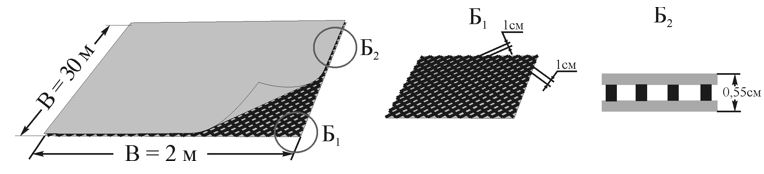 В = 30 м
Б₂
Б₁
В = 2 м
Б₁
1см
1см
Б₂
0,55см